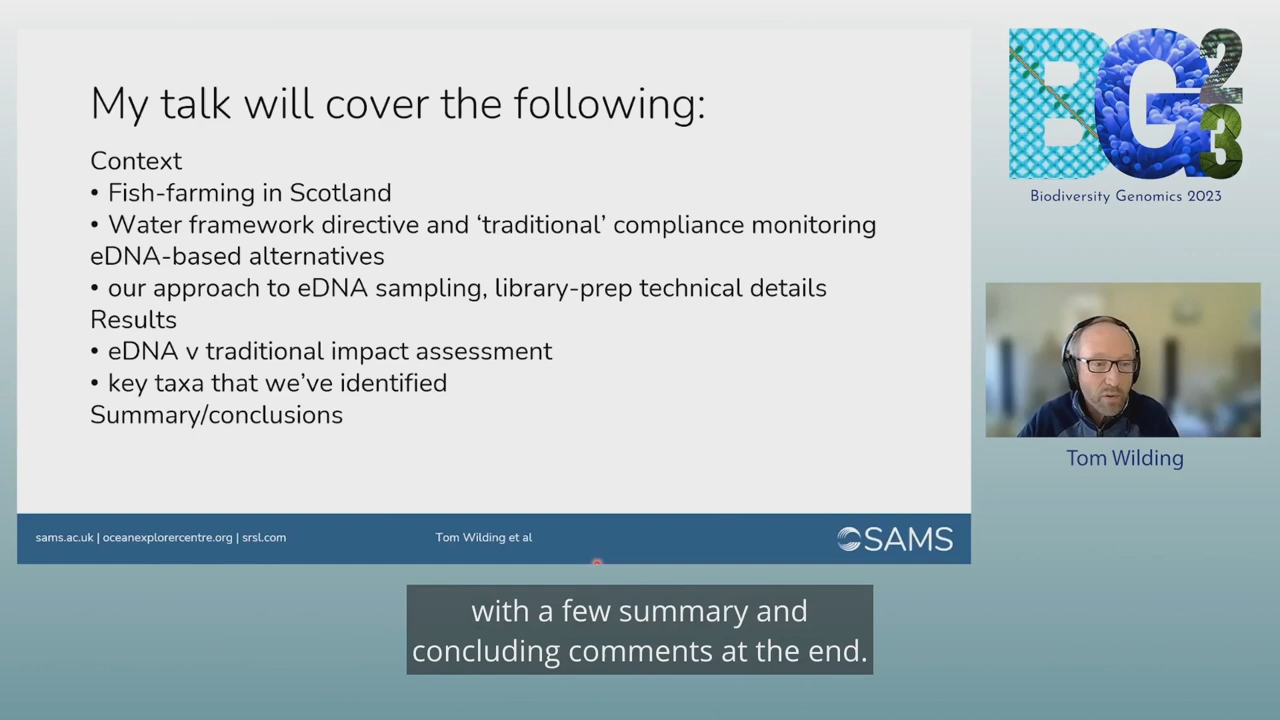 My talk will cover the following:
Context
• Fish-farming in Scotland
• Water framework directive and ‘traditional’ compliance monitoring
eDNA-based alternatives
• our approach to eDNA sampling, library-prep technical details
Results
• eDNA v traditional impact assessment
• key taxa that we’ve identified
Summary/conclusions
sams.ac.uk | oceanexplorercentre.org | srsl.com
Tom Wilding et al
SAMS
BG23
Biodiversity Genomics 2023
Tom Wilding
with a few summary and
concluding comments at the end.